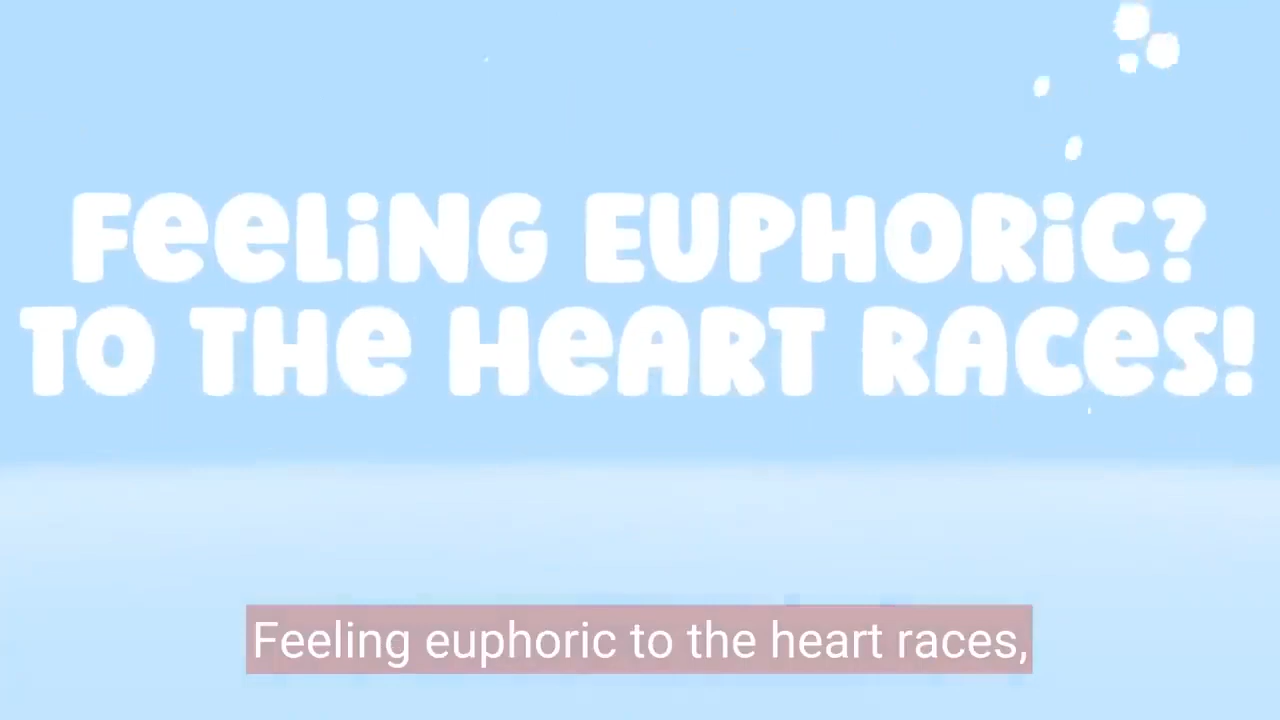 FEELING EUPHORIC?
TO THE HEART RACES!
Feeling euphoric to the heart races,